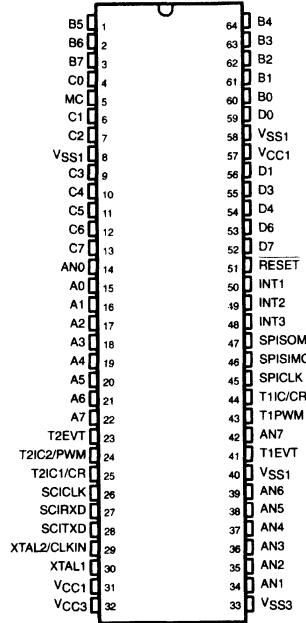 B5 1 64 B4
B6 2 63 B3
B7 3 62 B2
C0 4 61 B1
MC 5 60 B0
C1 6 59 D0
C2 7 58 VSS1
VSS1 8 57 VCC1
C3 9 56 D1
C4 10 55 D3
C5 11 54 D4
C6 12 53 D6
C7 13 52 D7
AN0 14 51 RESET
A0 15 50 INT1
A1 16 49 INT2
A2 17 48 INT3
A3 18 47 SPISOM
A4 19 46 SPISIMO
A5 20 45 SPICLK
A6 21 44 T1IC/CR
A7 22 43 T1PWM
T2EVT 23 42 AN7
T2IC2/PWM 24 41 T1EVT
T2IC1/CR 25 40 VSS1
SCICLK 26 39 AN6
SCIRXD 27 38 AN5
SCITXD 28 37 AN4
XTAL2/CLKIN 29 36 AN3
XTAL1 30 35 AN2
VCC1 31 34 AN1
VCC3 32 33 VSS3